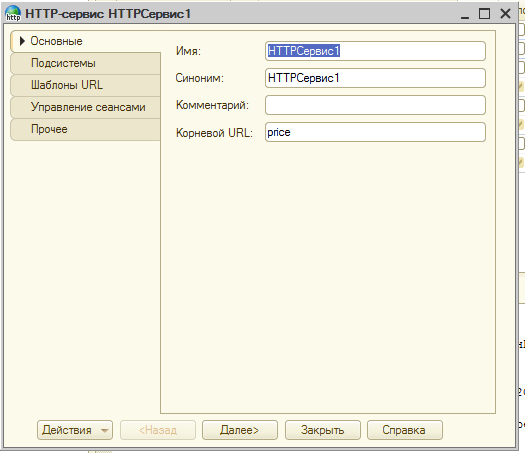 HTTP-сервис HTTPСервис1
Основные
Подсистемы
Шаблоны URL
Управление сеансами
Прочее
Имя: HTTPСервис1
Синоним: HTTPСервис1
Комментарий:
Корневой URL: price
Действия <Назад Далее> Закрыть Справка